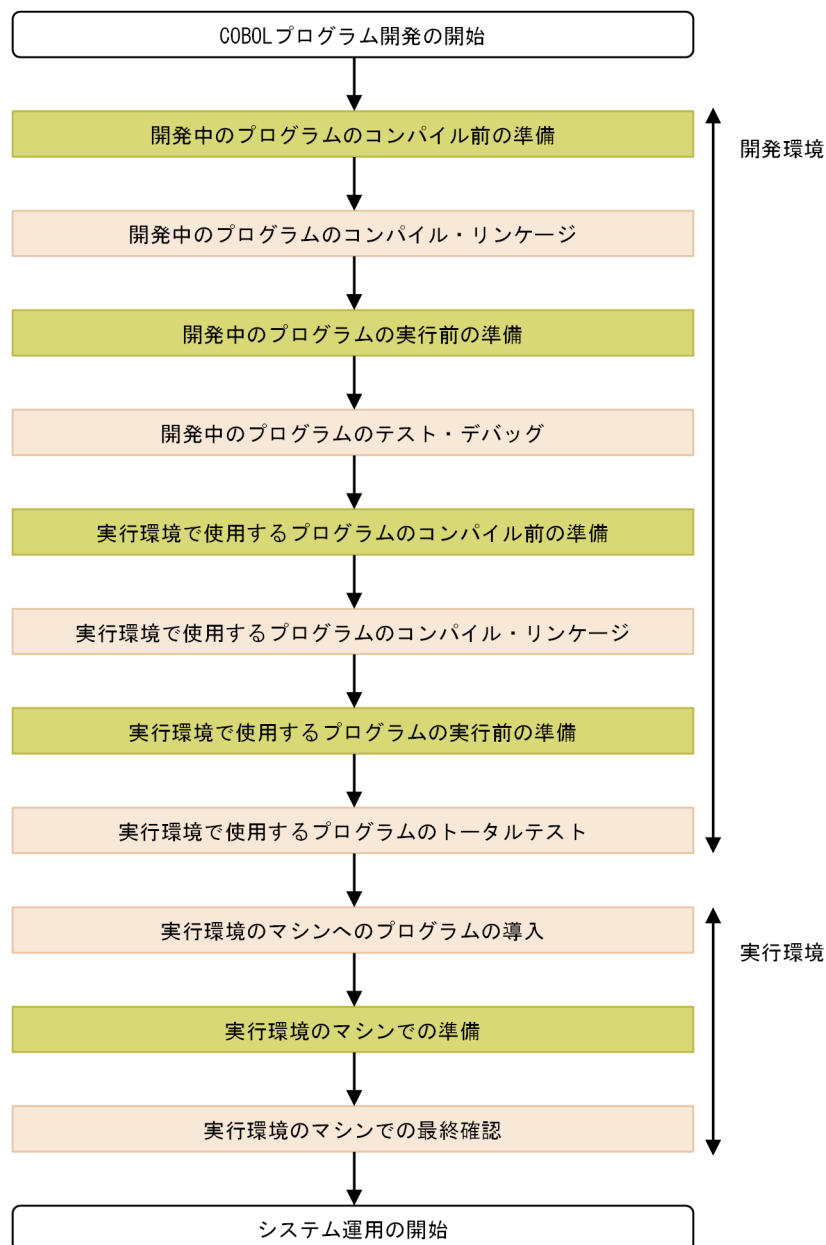 COBOLプログラム開発の開始
開発中のプログラムのコンパイル前の準備
開発環境
開発中のプログラムのコンパイル・リンケージ
開発中のプログラムの実行前の準備
開発中のプログラムのテスト・デバッグ
実行環境で使用するプログラムのコンパイル前の準備
実行環境で使用するプログラムのコンパイル・リンケージ
実行環境で使用するプログラムの実行前の準備
実行環境で使用するプログラムのトータルテスト
実行環境のマシンへのプログラムの導入
実行環境
実行環境のマシンでの準備
実行環境のマシンでの最終確認
システム運用の開始